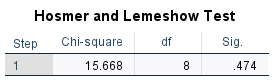 Hosmer and Lemeshow Test
Step Chi-square df Sig.
1 15.668 8 .474